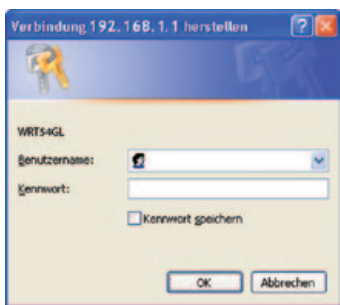 Verbindung 192.168.1.1 herstellen
WRT54GL
Benutzername:
Kennwort:
Kennwort speichern
OK
Abbrechen